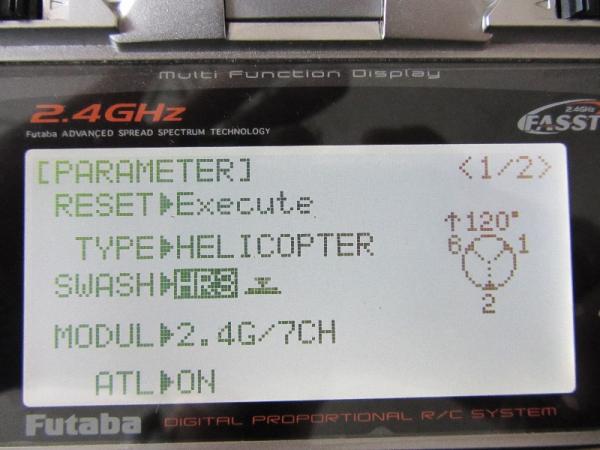 Multi Function Display
2.4GHz
Futaba ADVANCED SPREAD SPECTRUM TECHNOLOGY
2.4GHz
FASST
[PARAMETER] <1/2>
RESET▶Execute
TYPE▶HELICOPTER
SWASH▶HR3
MODUL▶2.4G/7CH
ATL▶ON
↑120°
6 1
2
Futaba DIGITAL PROPORTIONAL R/C SYSTEM